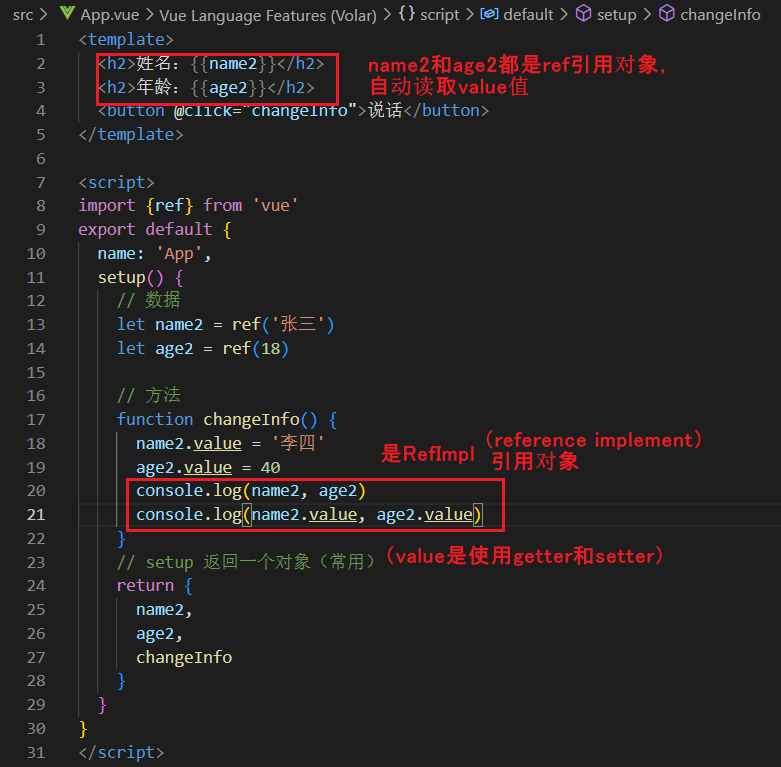 src > App.vue > Vue Language Features (Volar) > {} script > default > setup > changeInfo
1 <template>
2 <h2>姓名：{{name2}}</h2>
name2和age2都是ref引用对象，
3 <h2>年龄：{{age2}}</h2>
自动读取value值
4 <button @click="changeInfo">说话</button>
5 </template>
6
7 <script>
8 import {ref} from 'vue'
9 export default {
10 name: 'App',
11 setup() {
12 // 数据
13 let name2 = ref('张三')
14 let age2 = ref(18)
15
16 // 方法
17 function changeInfo() {
18 name2.value = '李四'
是RefImpl（reference implement）
19 age2.value = 40
引用对象
20 console.log(name2, age2)
21 console.log(name2.value, age2.value)
22 }
23 // setup 返回一个对象（常用）
（value是使用getter和setter）
24 return {
25 name2,
26 age2,
27 changeInfo
28 }
29 }
30 }
31 </script>